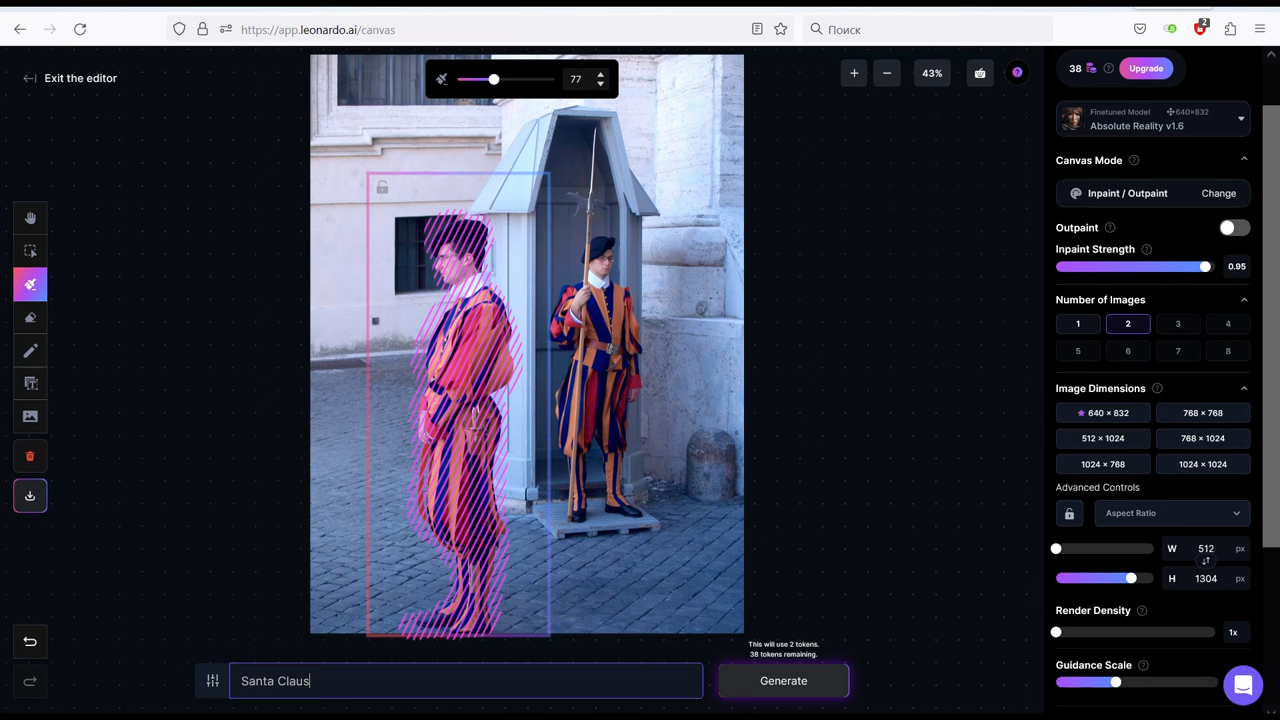 https://app.leonardo.ai/canvas
Поиск
2
Exit the editor
77
43%
38
Upgrade
Finetuned Model
640×832
Absolute Reality v1.6
Canvas Mode
Inpaint / Outpaint
Change
Outpaint
Inpaint Strength
0.95
Number of Images
1
2
3
4
5
6
7
8
Image Dimensions
640 × 832
768 × 768
512 × 1024
768 × 1024
1024 × 768
1024 × 1024
Advanced Controls
Aspect Ratio
W 512 px
H 1304 px
Render Density
1x
Guidance Scale
This will use 2 tokens.
38 tokens remaining.
Santa Claus
Generate